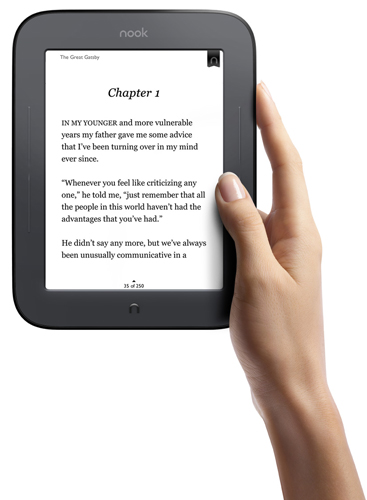 nook
The Great Gatsby
Chapter 1
IN MY YOUNGER and more vulnerable
years my father gave me some advice
that I've been turning over in my mind
ever since.
“Whenever you feel like criticizing any
one,” he told me, “just remember that all
the people in this world haven't had the
advantages that you've had.”
He didn't say any more, but we've always
been unusually communicative in a
35 of 250